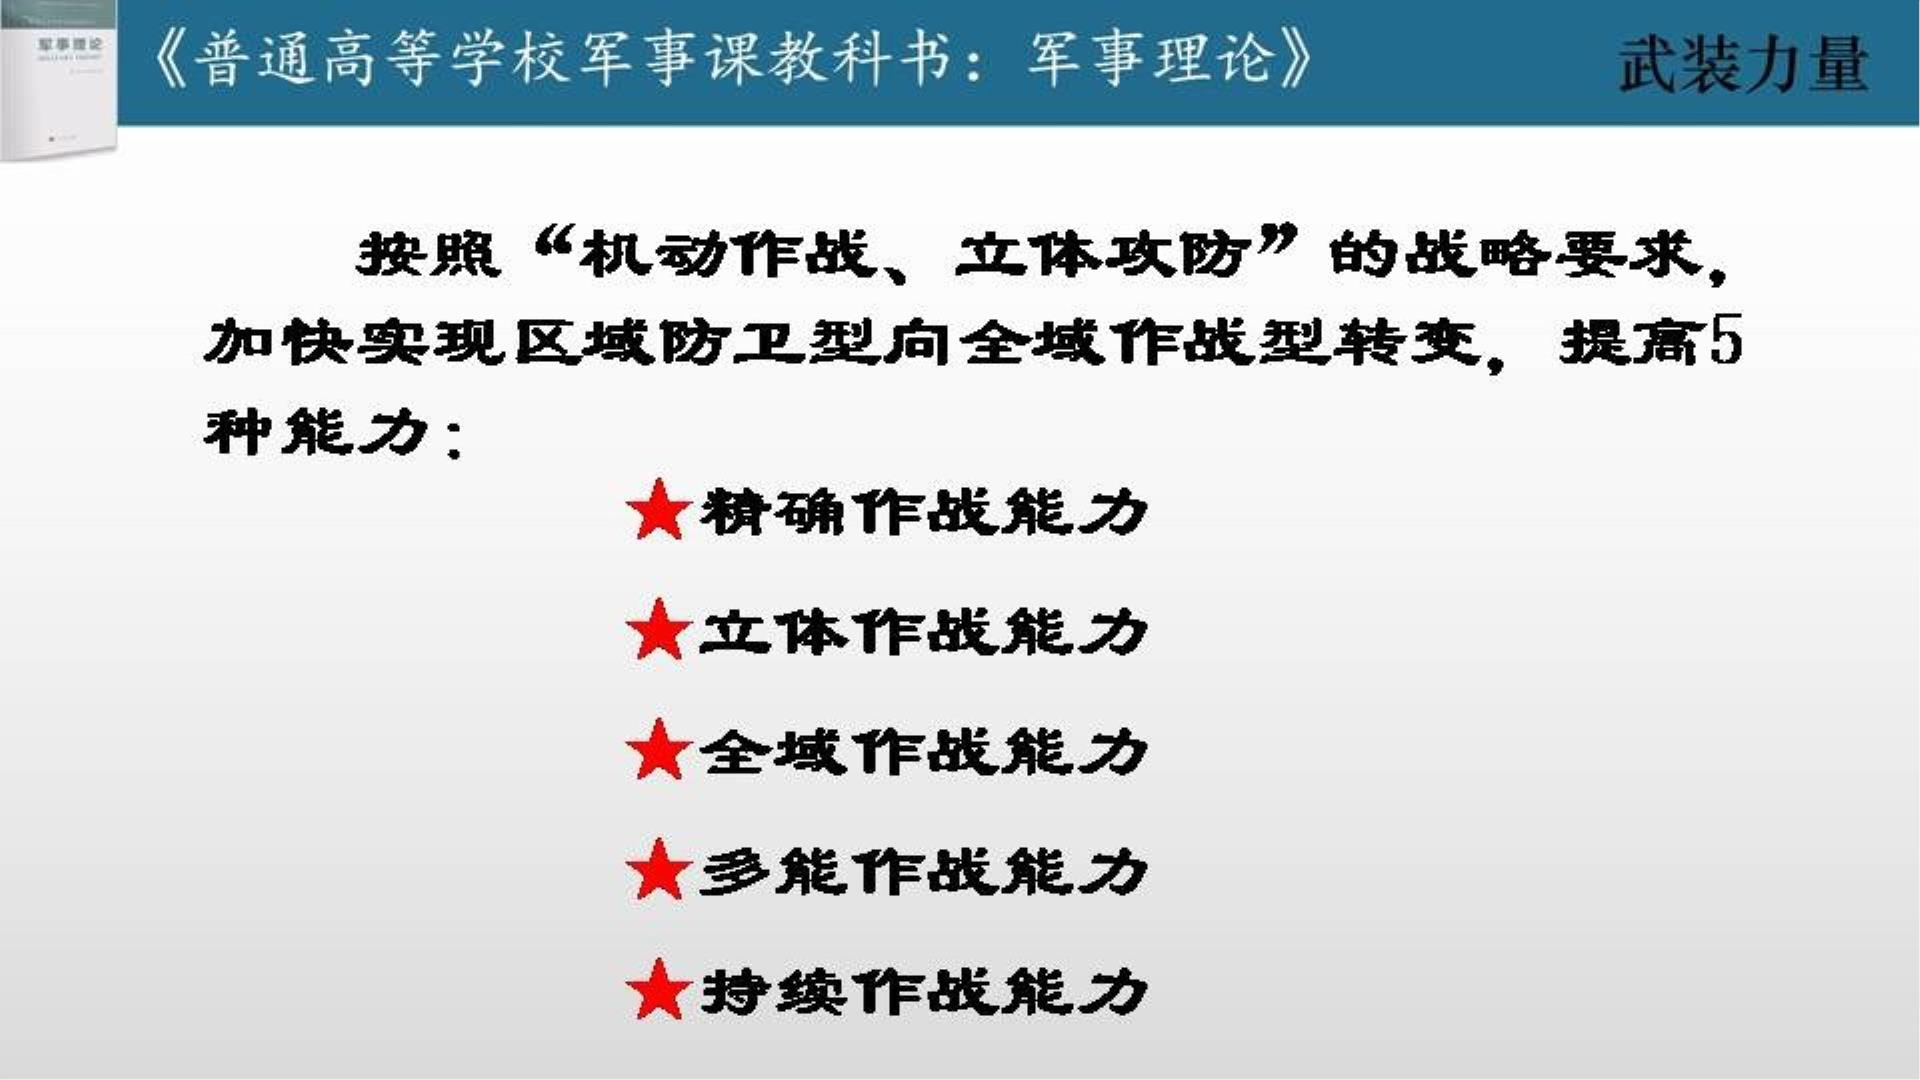 军事理论
《普通高等学校军事课教科书：军事理论》
武装力量
按照“机动作战、立体攻防”的战略要求，
加快实现区域防卫型向全域作战型转变，提高5
种能力：
★精确作战能力
★立体作战能力
★全域作战能力
★多能作战能力
★持续作战能力